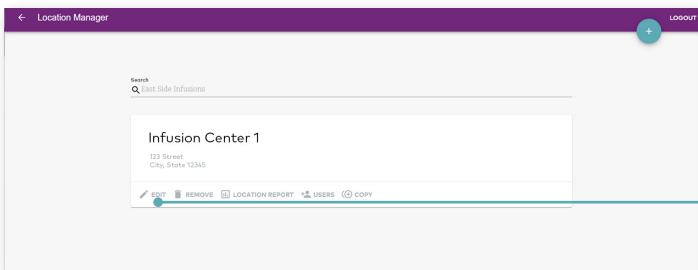 Location Manager
LOGOUT
+
Search
East Side Infusions
Infusion Center 1
123 Street
City, State 12345
EDIT REMOVE LOCATION REPORT USERS COPY